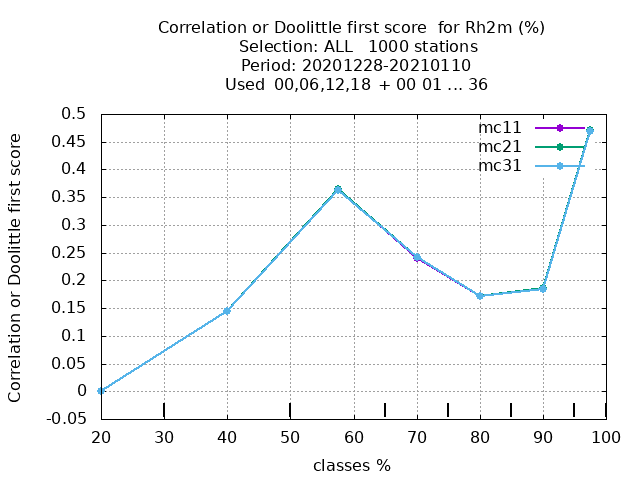 Correlation or Doolittle first score  for Rh2m (%)
Selection: ALL   1000 stations
Period: 20201228-20210110
Used  00,06,12,18 + 00 01 ... 36
mc11
mc21
mc31
Correlation or Doolittle first score
0.5
0.45
0.4
0.35
0.3
0.25
0.2
0.15
0.1
0.05
0
-0.05
20 30 40 50 60 70 80 90 100
classes %